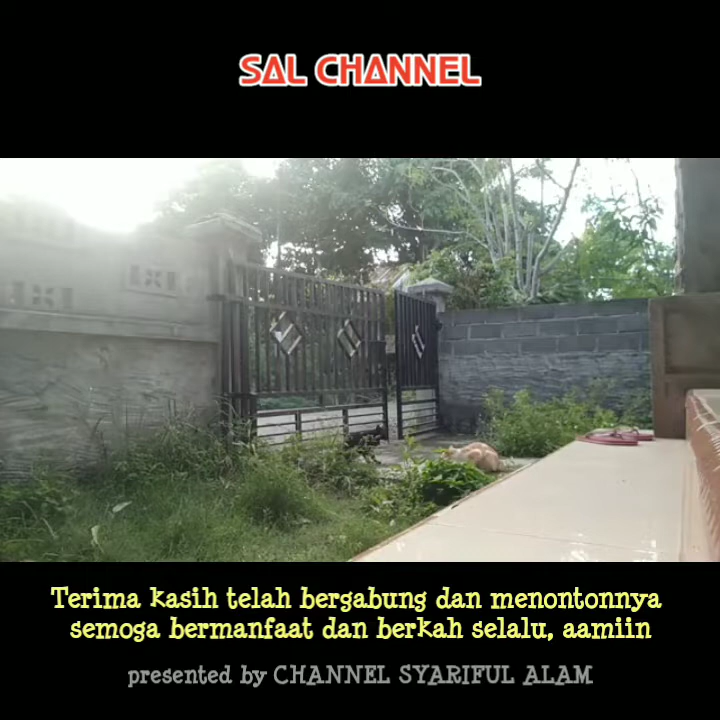 SAL CHANNEL
Terima kasih telah bergabung dan menontonnya
semoga bermanfaat dan berkah selalu, aamiin
presented by CHANNEL SYARIFUL ALAM